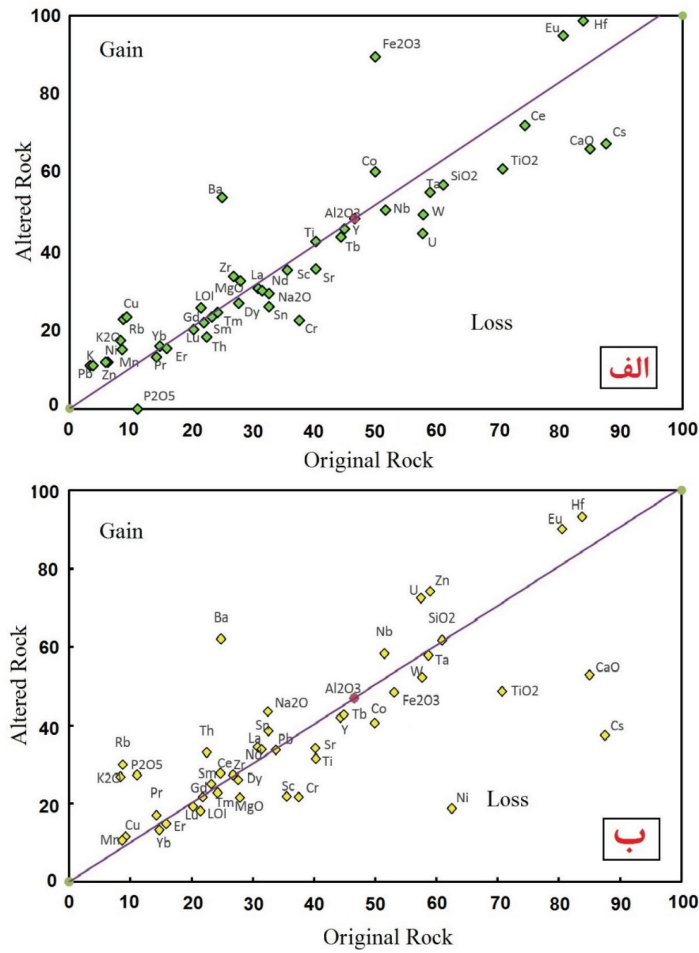 100
Gain
Fe2O3
Eu
Hf
80
Ce
Cs
CaO
60
Co
TiO2
SiO2
Ta
Ba
Al2O3
Nb
W
Ti
Y
U
40
Tb
Zr
La
Nd
Sc
Sr
MgO
LOI
Na2O
Cu
Gd
Dy
Sn
Rb
Tm
Cr
20
K2O
Yb
Lu
Sm
Loss
Ni
Th
K
Mn
Pr
Er
Pb
Zn
P2O5
الف
0
0 10 20 30 40 50 60 70 80 90 100
Original Rock
Altered Rock
100
Gain
Hf
Eu
80
U
Zn
SiO2
Ba
Nb
60
Ta
W
CaO
Al2O3
Na2O
Fe2O3
TiO2
Tb
Co
40
Sn
Y
Cs
Th
La
Pb
Sr
Rb
Nd
Ti
P2O5
Ce
Zr
K2O
Sm
Dy
Gd
Sc
Cr
20
Pr
Tm
MgO
Ni
Loss
Lu
LOI
Cu
Er
Mn
Yb
ب
0
0 10 20 30 40 50 60 70 80 90 100
Original Rock
Altered Rock